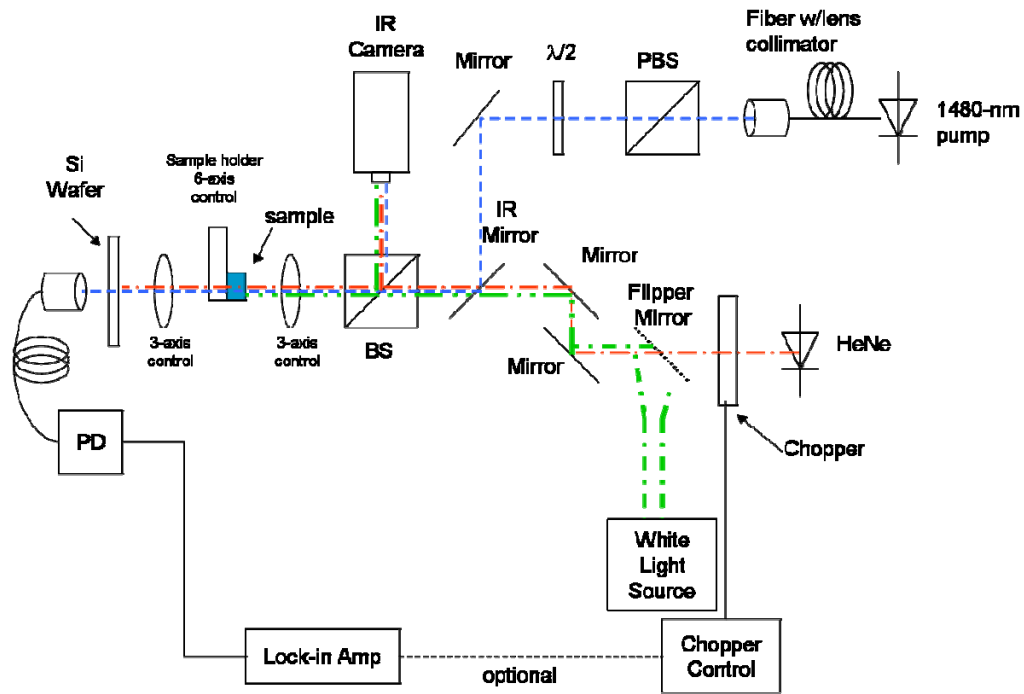 IR
Camera
Mirror
λ/2
PBS
Fiber w/lens
collimator
1480-nm
pump
Si
Wafer
Sample holder
6-axis
control
sample
IR
Mirror
Mirror
Flipper
Mirror
HeNe
3-axis
control
3-axis
control
BS
Mirror
Chopper
PD
White
Light
Source
Lock-in Amp
optional
Chopper
Control